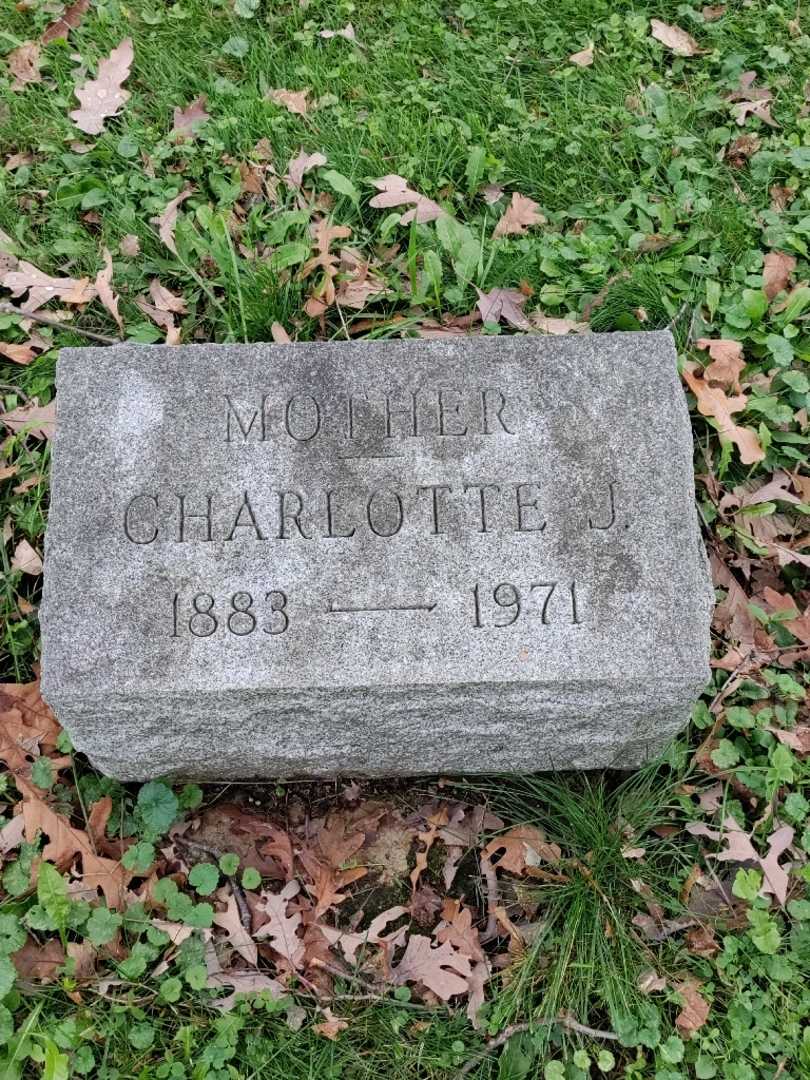 MOTHER
CHARLOTTE J.
1883 — 1971